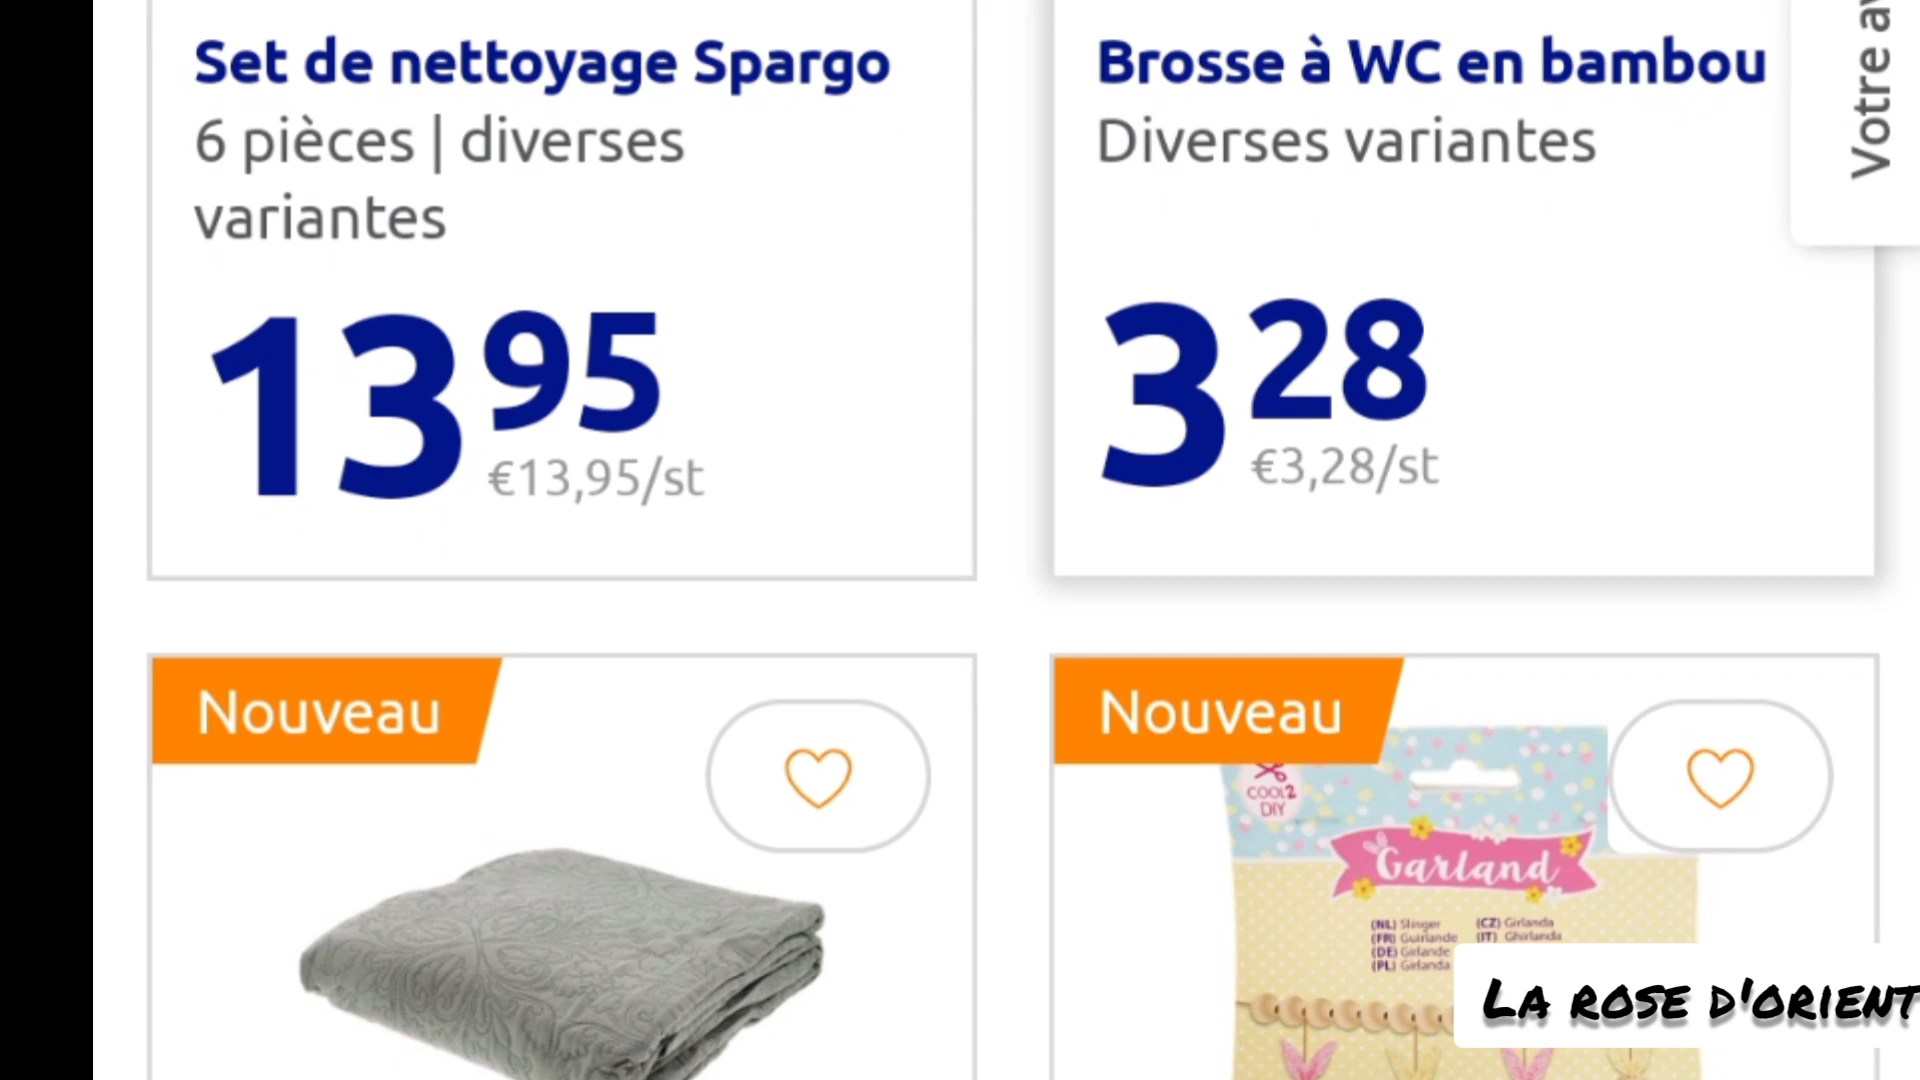 Set de nettoyage Spargo
6 pièces | diverses
variantes
13 95
€13,95/st
Brosse à WC en bambou
Diverses variantes
3 28
€3,28/st
Votre
Nouveau
Nouveau
COOL2
DIY
Garland
(NL) Slinger
(FR) Guirlande
(DE) Girlande
(PL) Girlanda
(CZ) Girlanda
(IT) Ghirlanda
LA ROSE D'ORIENT